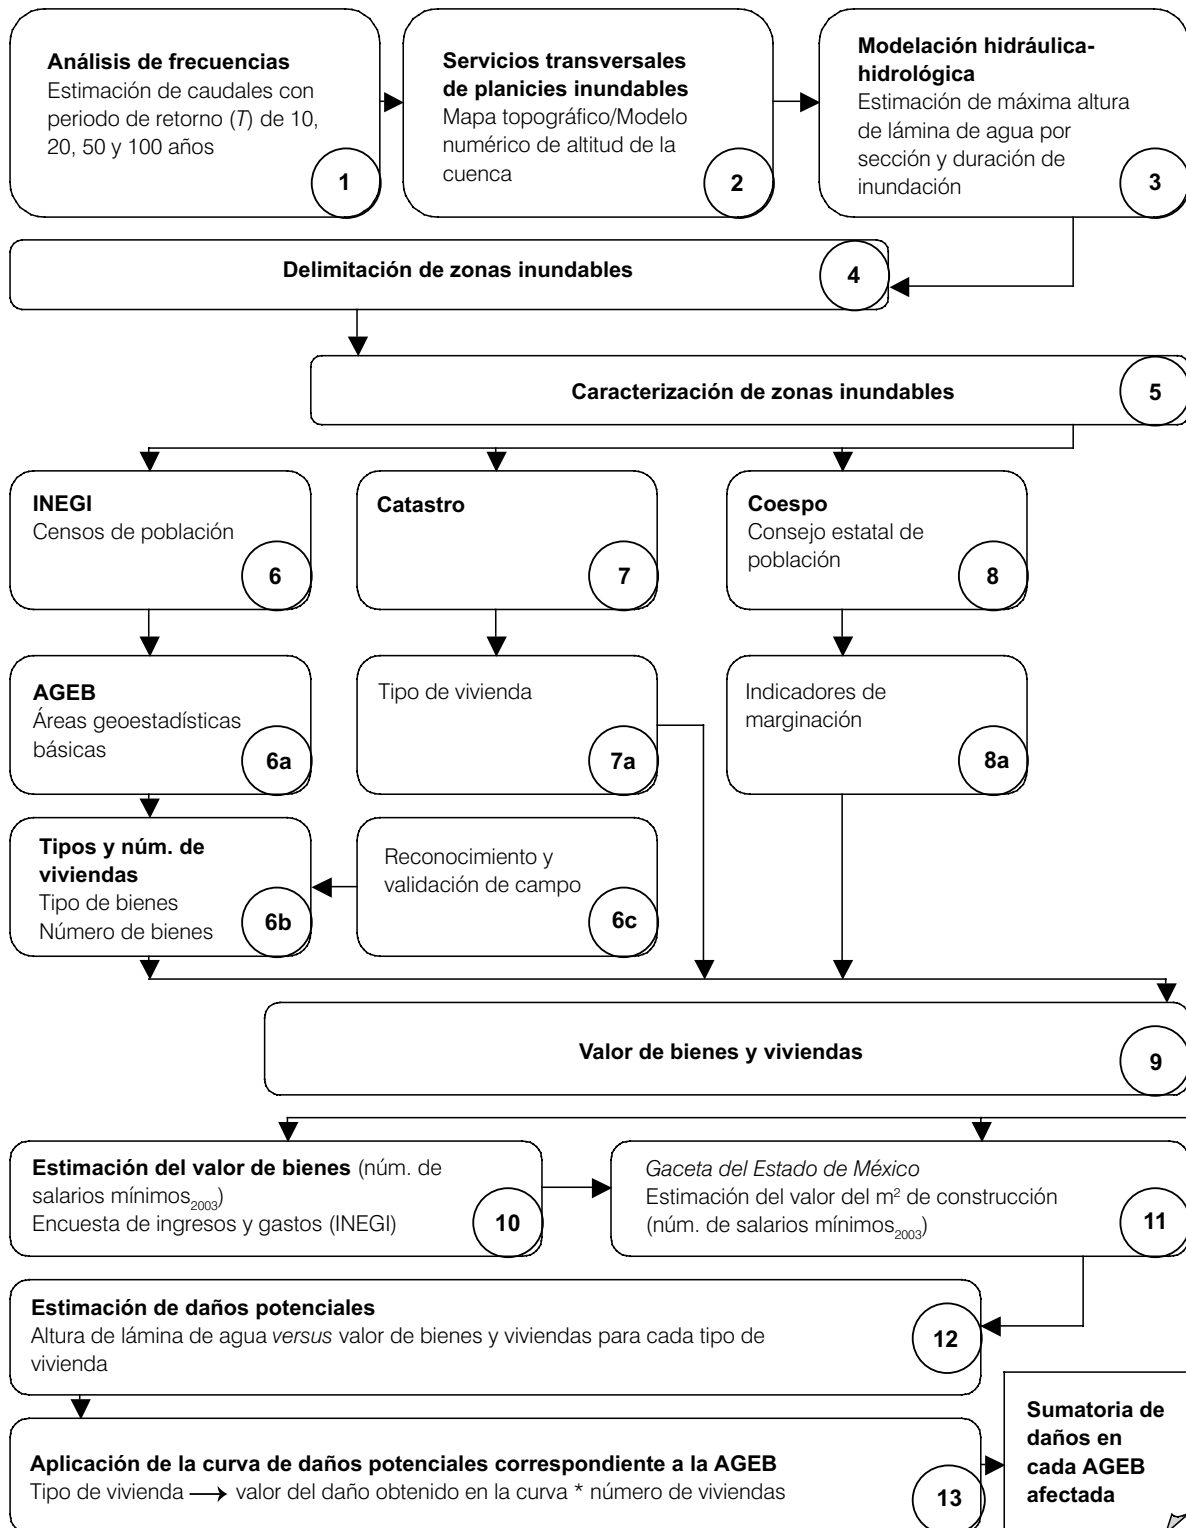 Análisis de frecuencias
Estimación de caudales con
periodo de retorno (T) de 10,
20, 50 y 100 años
1
Servicios transversales
de planicies inundables
Mapa topográfico/Modelo
numérico de altitud de la
cuenca
2
Modelación hidráulica-
hidrológica
Estimación de máxima altura
de lámina de agua por
sección y duración de
inundación
3
Delimitación de zonas inundables
4
Caracterización de zonas inundables
5
INEGI
Censos de población
6
Catastro
7
Coespo
Consejo estatal de
población
8
AGEB
Áreas geoestadísticas
básicas
6a
Tipo de vivienda
7a
Indicadores de
marginación
8a
Tipos y núm. de
viviendas
Tipo de bienes
Número de bienes
6b
Reconocimiento y
validación de campo
6c
Valor de bienes y viviendas
9
Estimación del valor de bienes (núm. de
salarios mínimos₂₀₀₃)
Encuesta de ingresos y gastos (INEGI)
10
Gaceta del Estado de México
Estimación del valor del m² de construcción
(núm. de salarios mínimos₂₀₀₃)
11
Estimación de daños potenciales
Altura de lámina de agua versus valor de bienes y viviendas para cada tipo de
vivienda
12
Aplicación de la curva de daños potenciales correspondiente a la AGEB
Tipo de vivienda → valor del daño obtenido en la curva * número de viviendas
13
Sumatoria de
daños en
cada AGEB
afectada